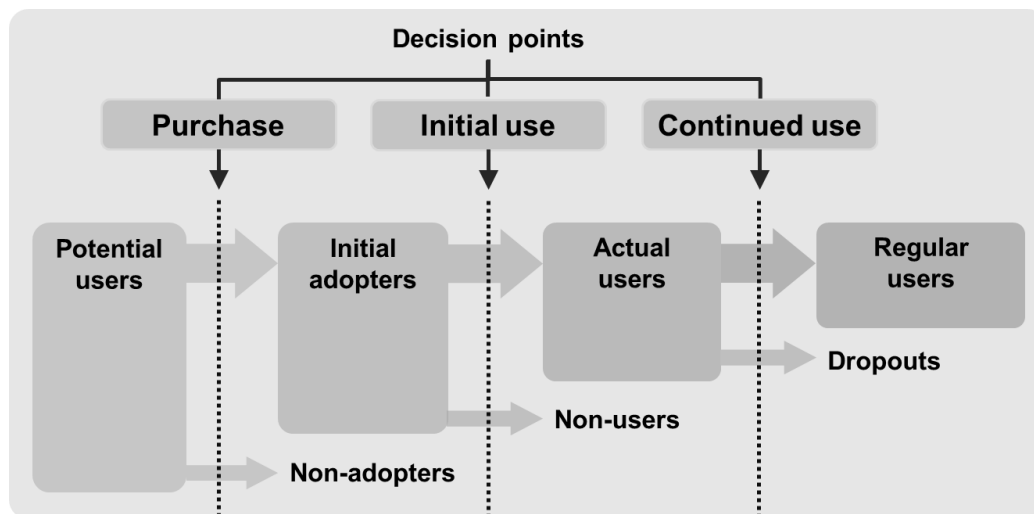 Decision points
Purchase
Initial use
Continued use
Potential
users
Initial
adopters
Actual
users
Regular
users
Dropouts
Non-users
Non-adopters